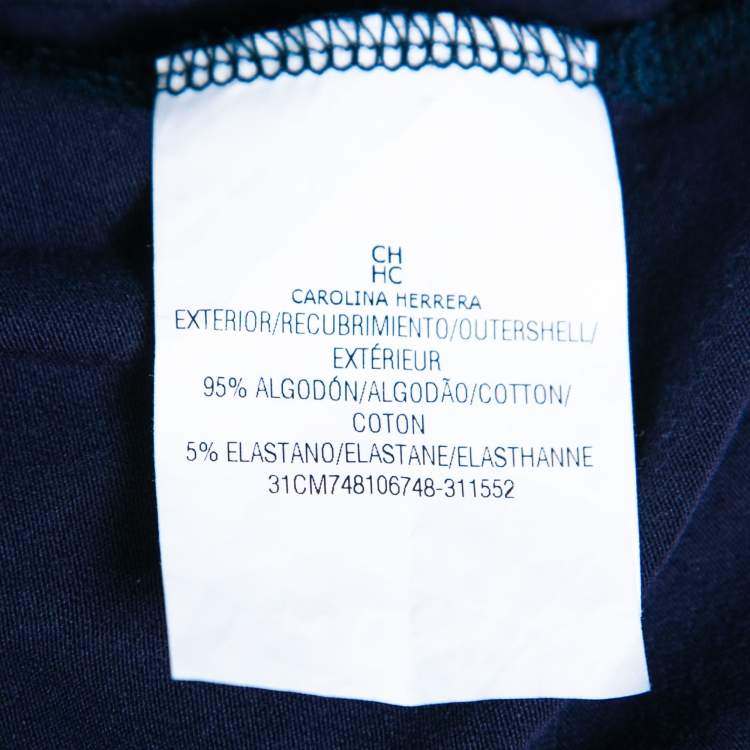 CH
HC
CAROLINA HERRERA
EXTERIOR/RECUBRIMIENTO/OUTERSHELL/
EXTÉRIEUR
95% ALGODÓN/ALGODÃO/COTTON/
COTON
5% ELASTANO/ELASTANE/ELASTHANNE
31CM748106748-311552